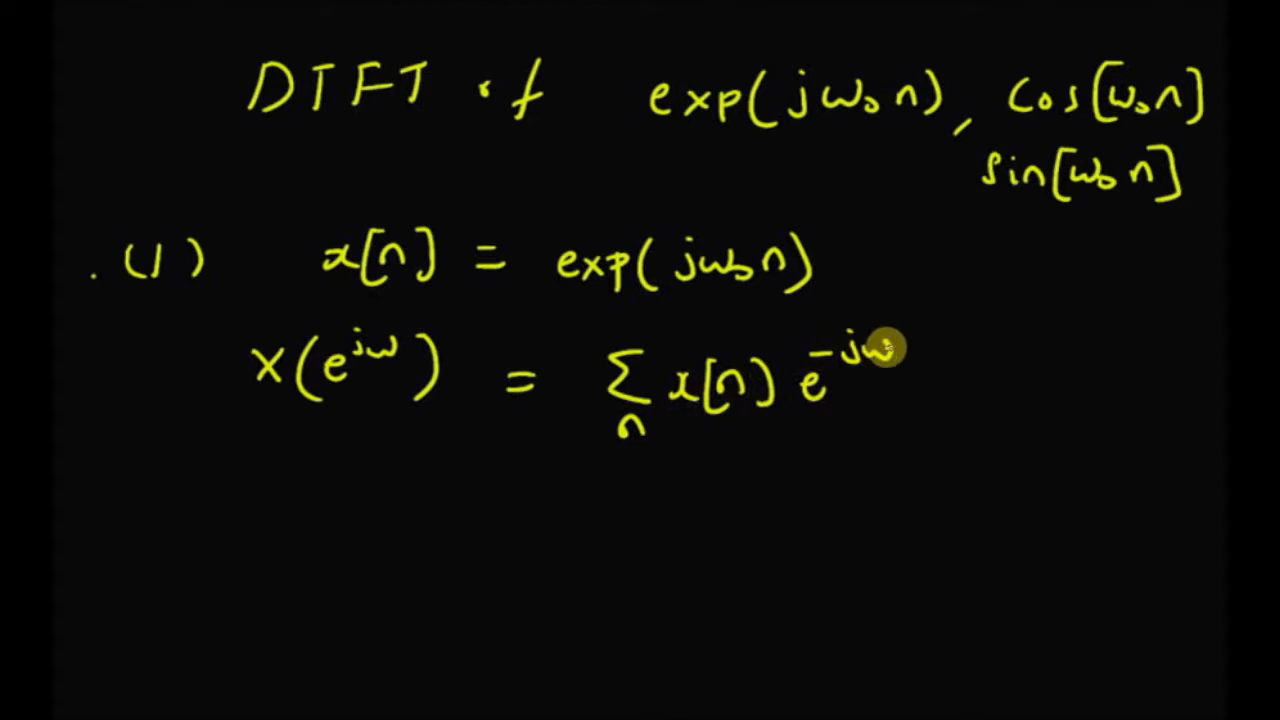 DTFT of exp(jω₀n), cos[ω₀n]
sin[ω₀n]
.(1) x[n] = exp(jω₀n)
X(e^{jω}) = Σ_n x[n] e^{-jω